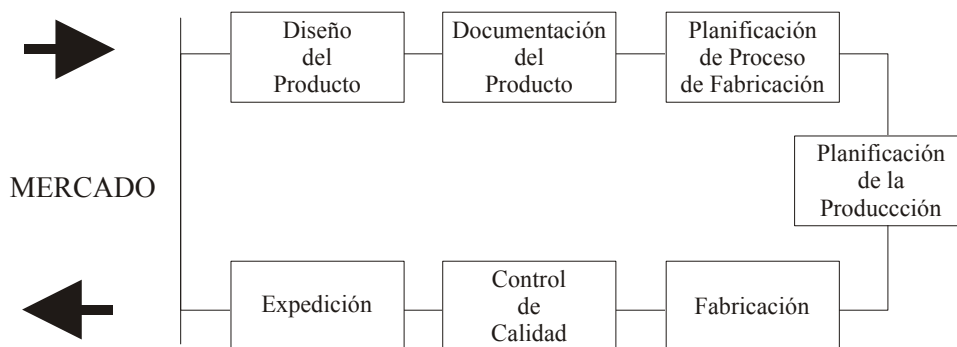 Diseño
del
Producto
Documentación
del
Producto
Planificación
de Proceso
de Fabricación
Planificación
de la
Produccción
MERCADO
Expedición
Control
de
Calidad
Fabricación